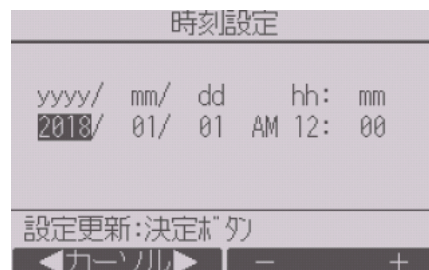 時刻設定
yyyy/ mm/ dd hh: mm
2018/ 01/ 01 AM 12: 00
設定更新:決定ボタン
◀カーソル▶ − +